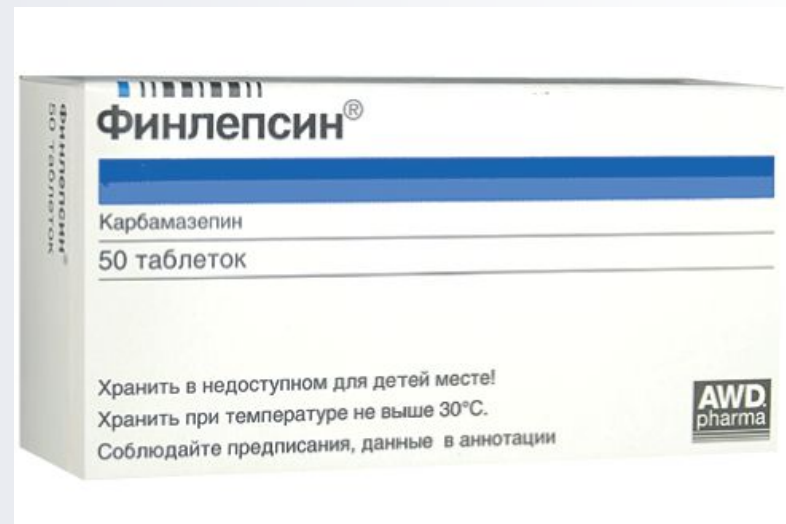 Финлепсин®
Карбамазепин
50 таблеток
Хранить в недоступном для детей месте!
Хранить при температуре не выше 30°C.
Соблюдайте предписания, данные в аннотации
AWD
pharma
Финлепсин®
50 таблеток